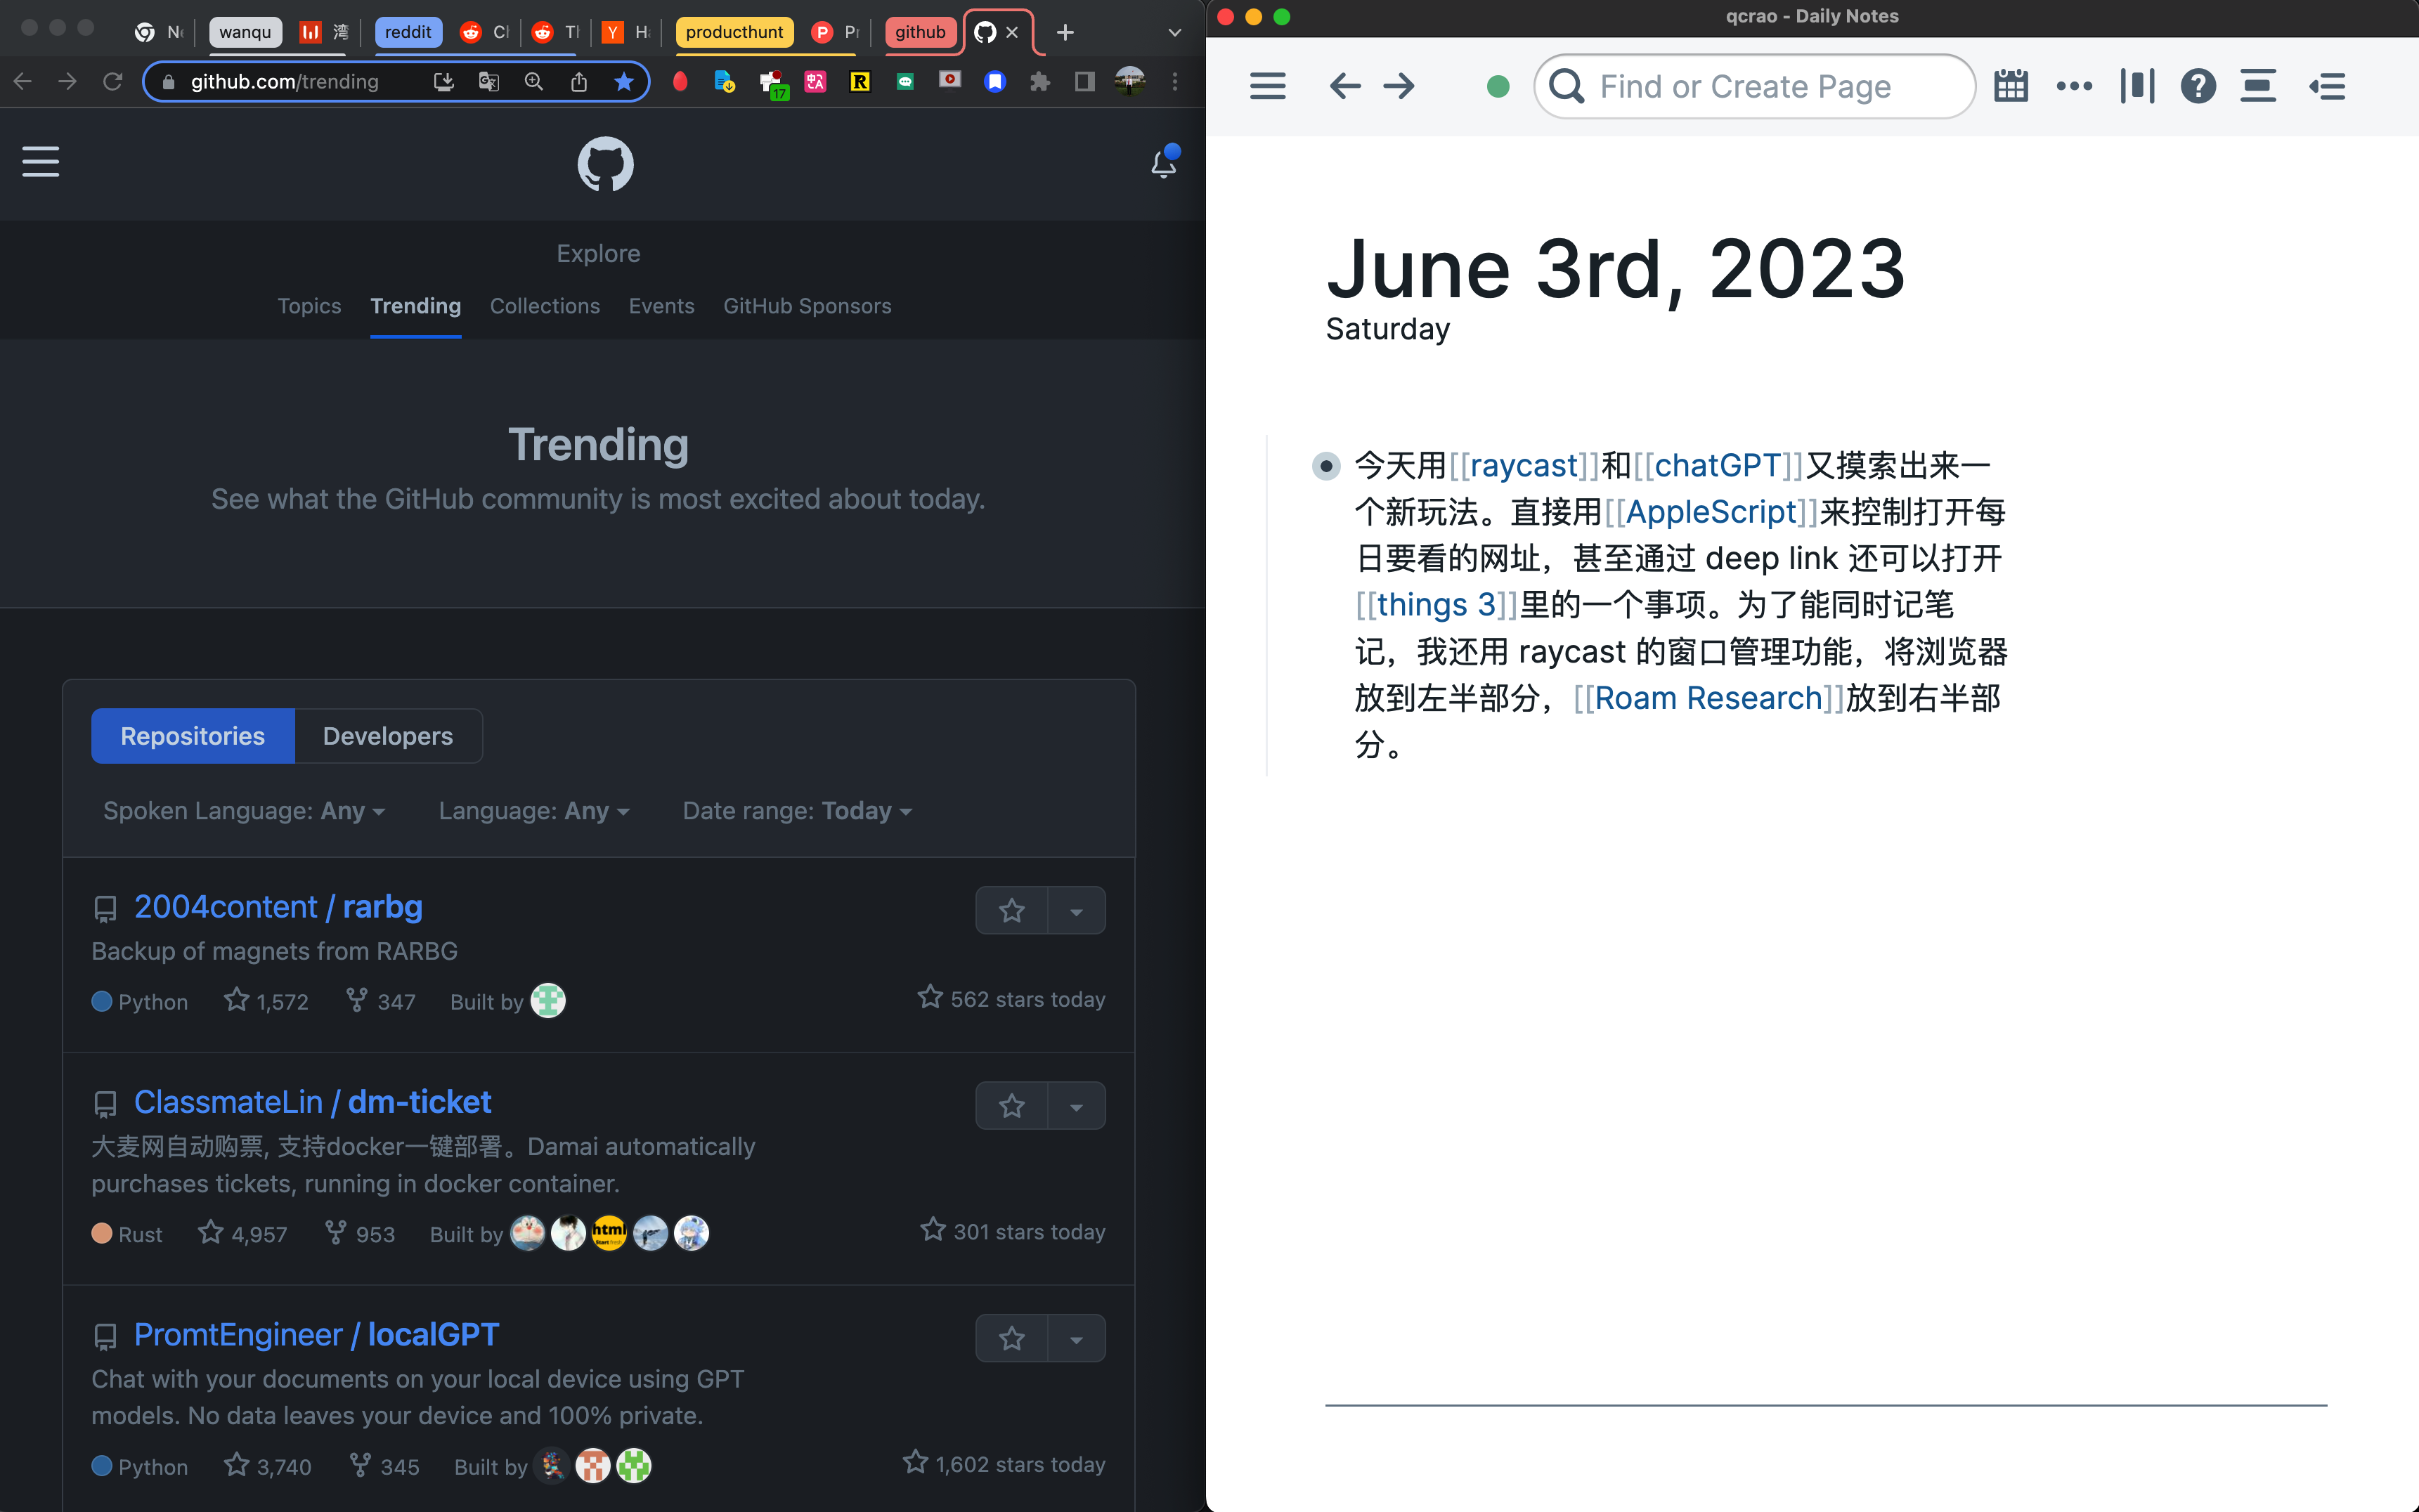 wanqu
湾
reddit
producthunt
github
github.com/trending
17
Explore
Topics
Trending
Collections
Events
GitHub Sponsors
Trending
See what the GitHub community is most excited about today.
Repositories
Developers
Spoken Language: Any
Language: Any
Date range: Today
2004content / rarbg
Backup of magnets from RARBG
Python
1,572
347
Built by
562 stars today
ClassmateLin / dm-ticket
大麦网自动购票, 支持docker一键部署。Damai automatically
purchases tickets, running in docker container.
Rust
4,957
953
Built by
html
301 stars today
PromtEngineer / localGPT
Chat with your documents on your local device using GPT
models. No data leaves your device and 100% private.
Python
3,740
345
Built by
1,602 stars today
qcrao - Daily Notes
Find or Create Page
June 3rd, 2023
Saturday
今天用[[raycast]]和[[chatGPT]]又摸索出来一
个新玩法。直接用[[AppleScript]]来控制打开每
日要看的网址，甚至通过 deep link 还可以打开
[[things 3]]里的一个事项。为了能同时记笔
记，我还用 raycast 的窗口管理功能，将浏览器
放到左半部分，[[Roam Research]]放到右半部
分。